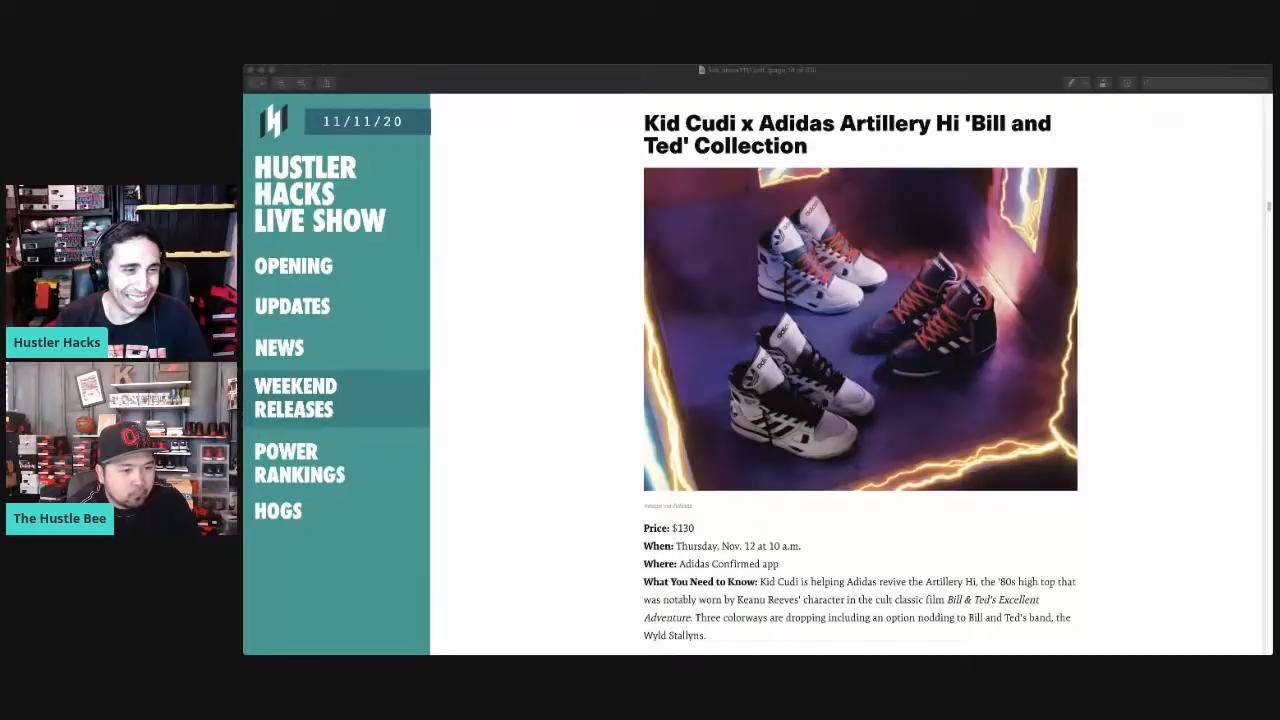 11/11/20
HUSTLER
HACKS
LIVE SHOW
OPENING
UPDATES
NEWS
WEEKEND
RELEASES
POWER
RANKINGS
HOGS
Hustler Hacks
The Hustle Bee
Kid Cudi x Adidas Artillery Hi 'Bill and
Ted' Collection
Image via Adidas
Price: $130
When: Thursday, Nov. 12 at 10 a.m.
Where: Adidas Confirmed app
What You Need to Know: Kid Cudi is helping Adidas revive the Artillery Hi, the '80s high top that
was notably worn by Keanu Reeves' character in the cult classic film Bill & Ted's Excellent
Adventure. Three colorways are dropping including an option nodding to Bill and Ted's band, the
Wyld Stallyns.